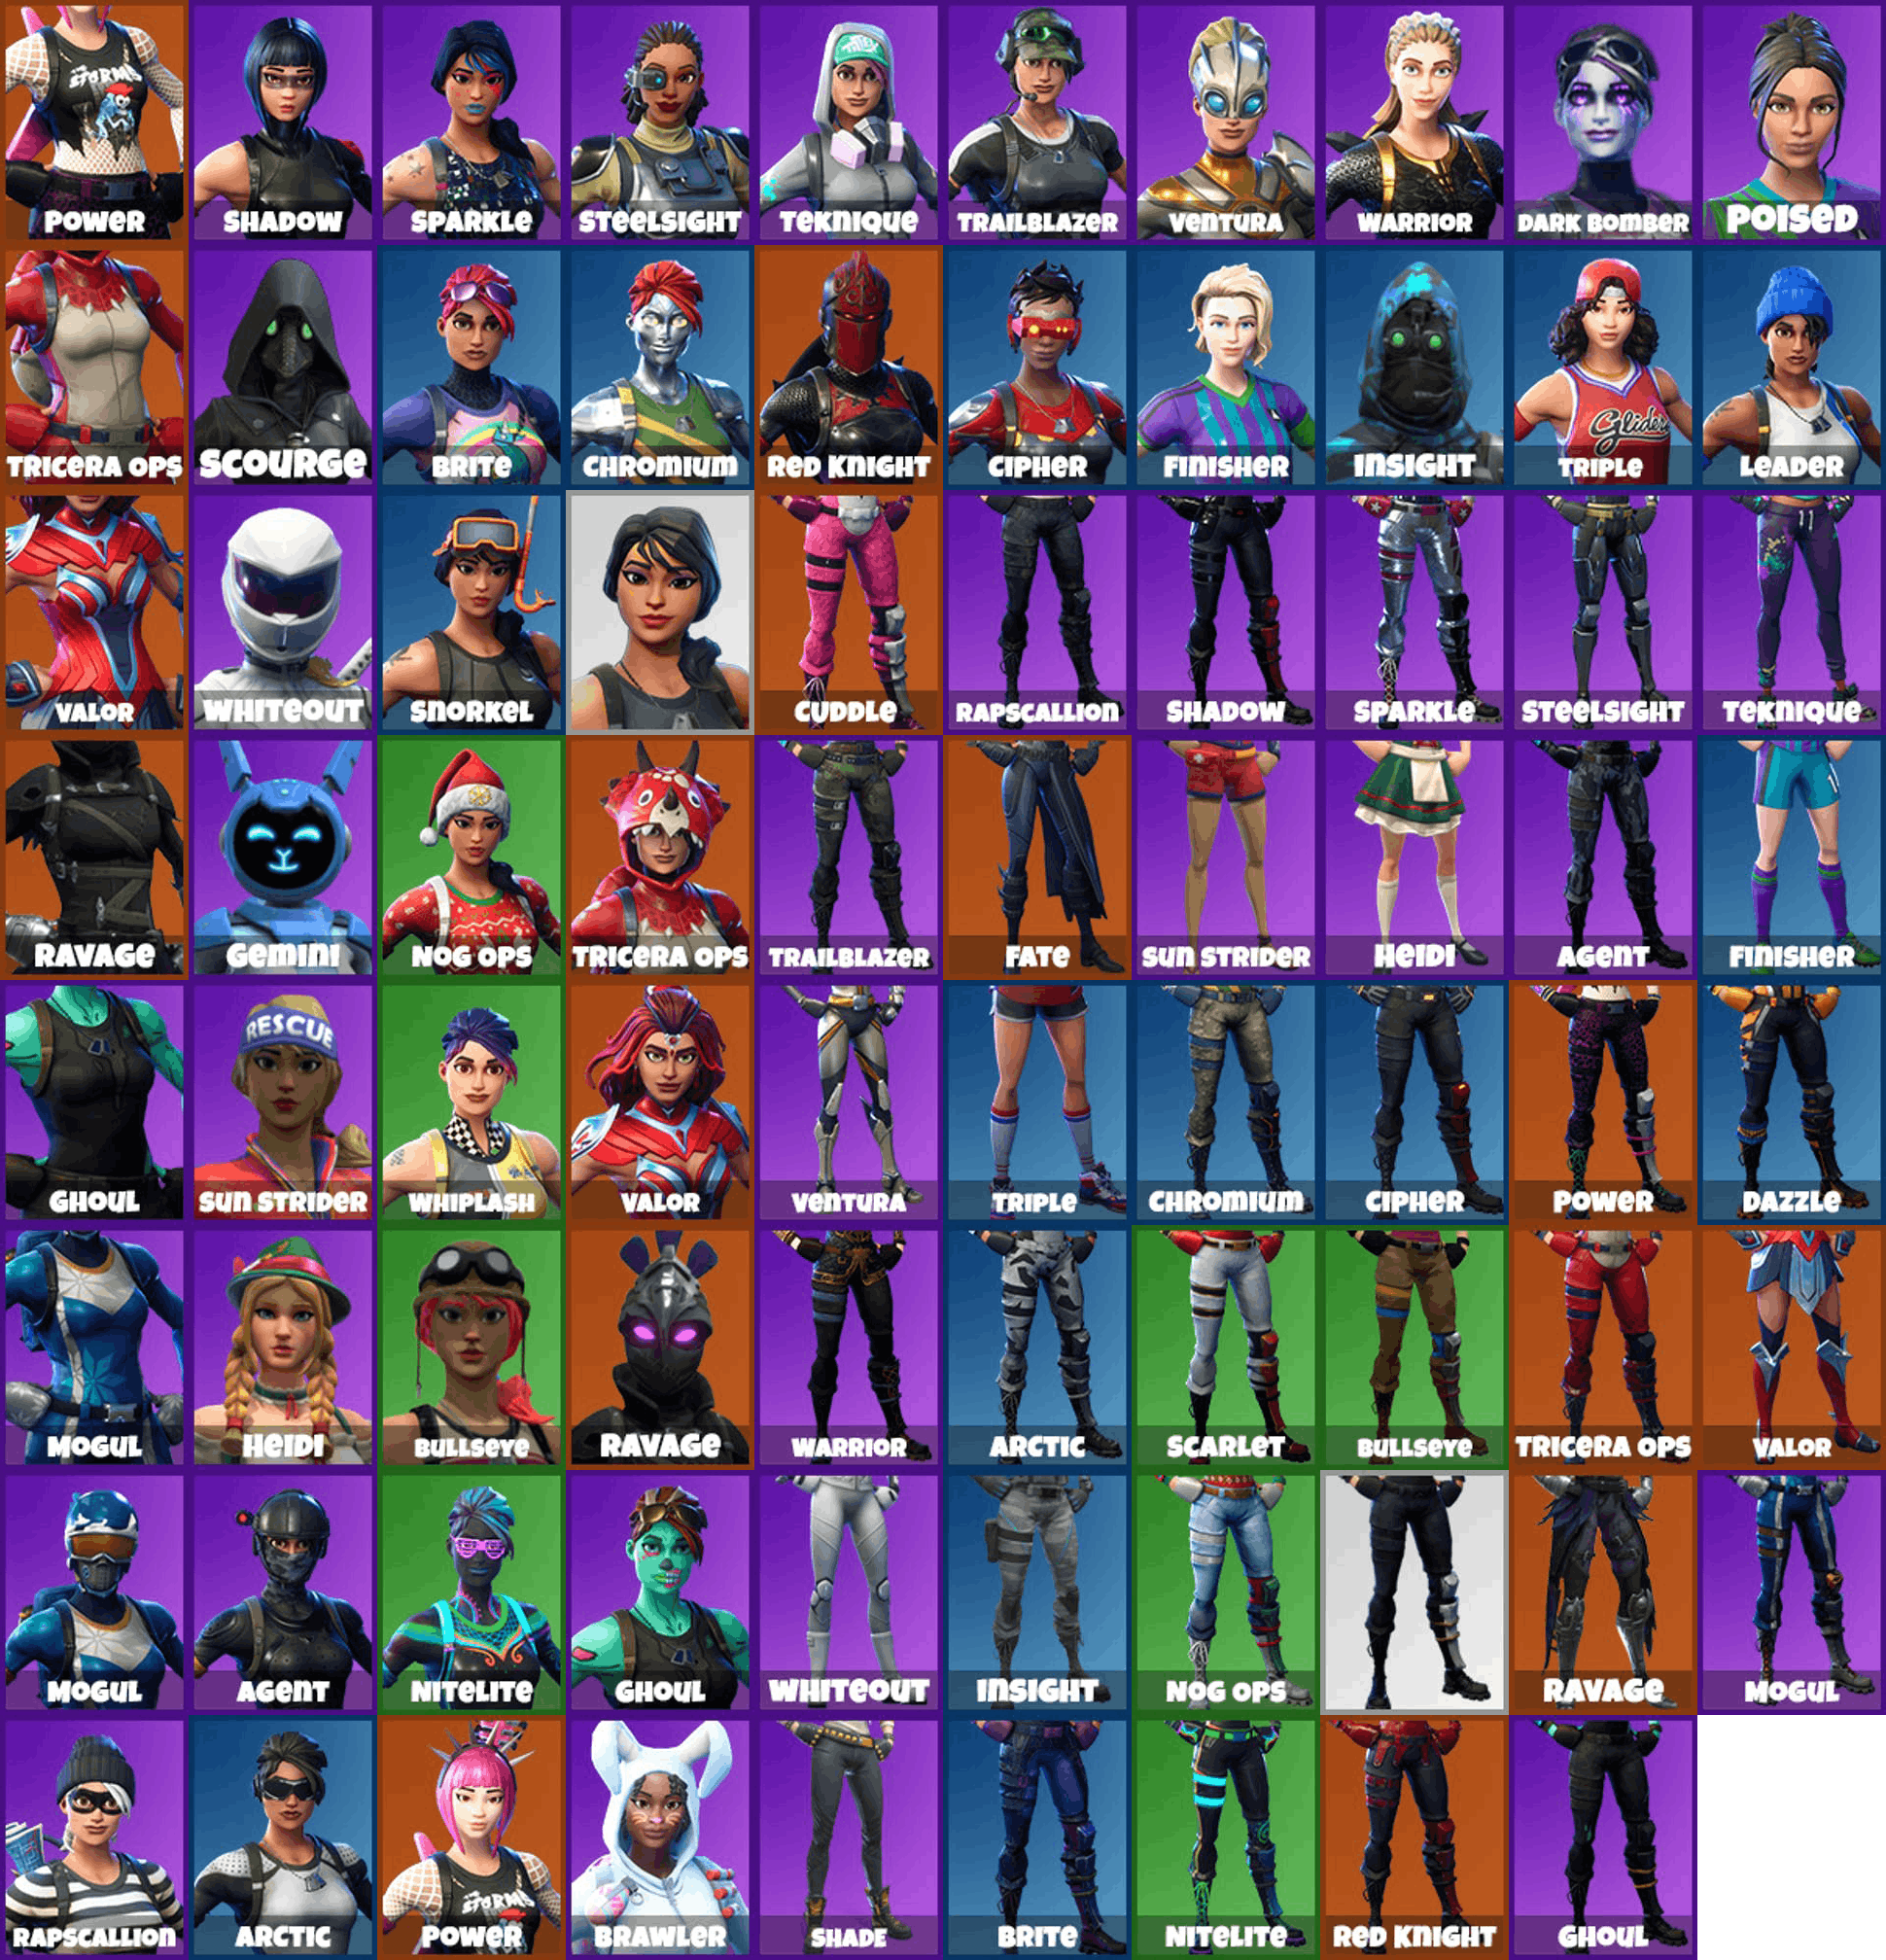 STORMS
POWER
SHADOW
SPARKLE
STEELSIGHT
TEKNIQUE
TRAILBLAZER
VENTURA
WARRIOR
DARK BOMBER
POISED
TRICERA OPS
SCOURGE
BRITE
CHROMIUM
RED KNIGHT
CIPHER
FINISHER
INSIGHT
Gliders
TRIPLE
LEADER
VALOR
WHITEOUT
SNORKEL
CUDDLE
RAPSCALLION
SHADOW
SPARKLE
STEELSIGHT
TEKNIQUE
RAVAGE
GEMINI
NOG OPS
TRICERA OPS
TRAILBLAZER
FATE
SUN STRIDER
HEIDI
AGENT
FINISHER
GHOUL
RESCUE
SUN STRIDER
WHIPLASH
VALOR
VENTURA
TRIPLE
CHROMIUM
CIPHER
POWER
DAZZLE
MOGUL
HEIDI
BULLSEYE
RAVAGE
WARRIOR
ARCTIC
SCARLET
BULLSEYE
TRICERA OPS
VALOR
MOGUL
AGENT
NITELITE
GHOUL
WHITEOUT
INSIGHT
NOG OPS
RAVAGE
MOGUL
RAPSCALLION
ARCTIC
STORMS
POWER
BRAWLER
SHADE
BRITE
NITELITE
RED KNIGHT
GHOUL